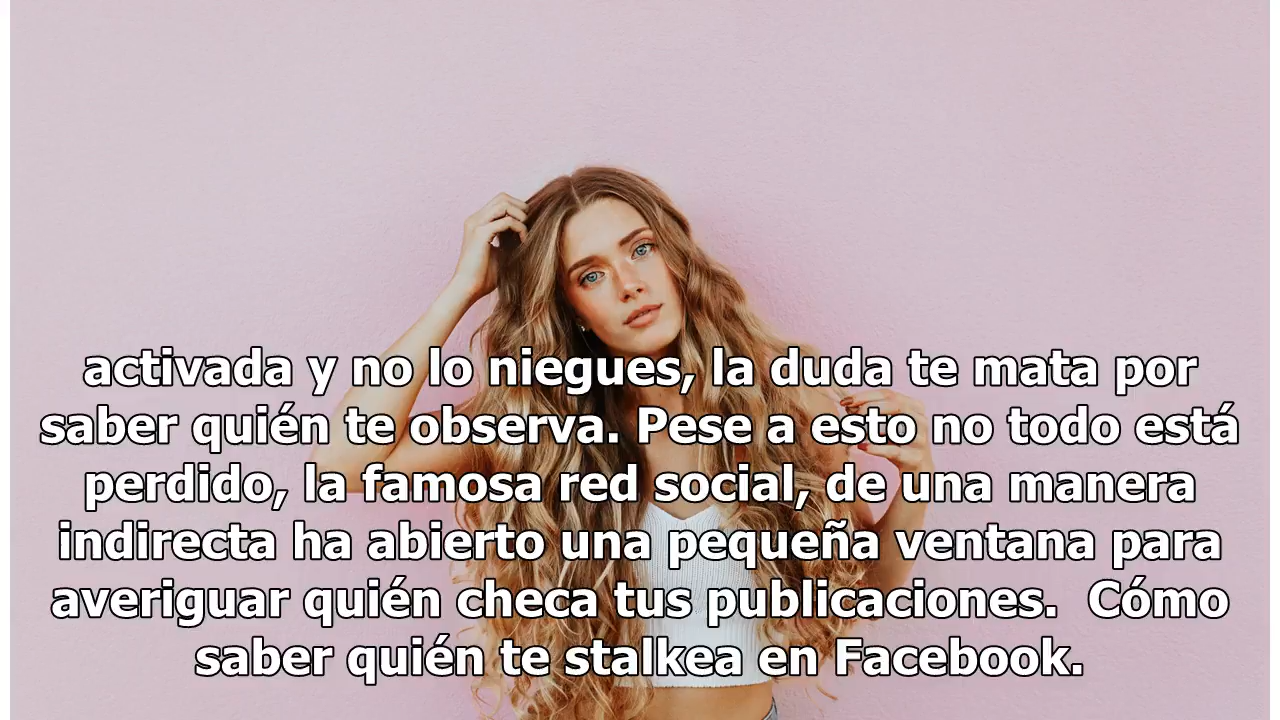 activada y no lo niegues, la duda te mata por
saber quién te observa. Pese a esto no todo está
perdido, la famosa red social, de una manera
indirecta ha abierto una pequeña ventana para
averiguar quién checa tus publicaciones.  Cómo
saber quién te stalkea en Facebook.